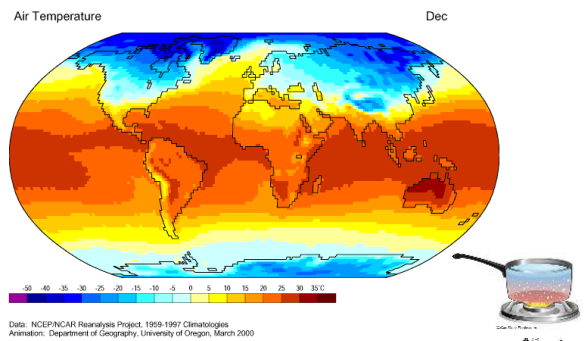 Air Temperature
Dec
-50 -40 -35 -30 -25 -20 -15 -10 -5 0 5 10 15 20 25 30 35°C
Data: NCEP/NCAR Reanalysis Project, 1959-1997 Climatologies
Animation: Department of Geography, University of Oregon, March 2000